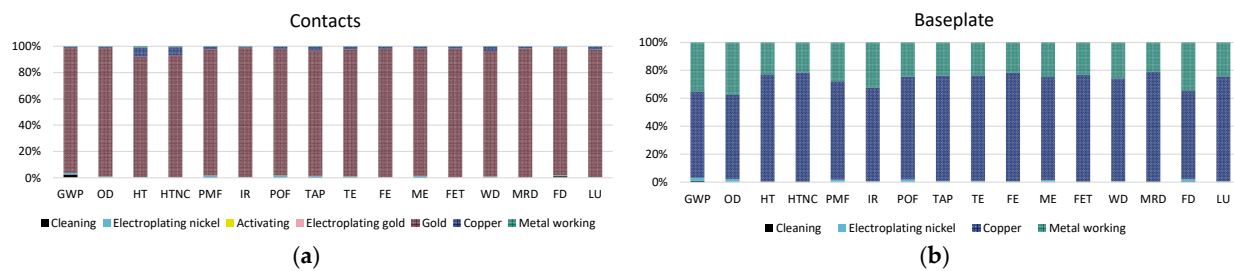 Contacts
100%
80%
60%
40%
20%
0%
GWP OD HT HTNC PMF IR POF TAP TE FE ME FET WD MRD FD LU
Cleaning Electroplating nickel Activating Electroplating gold Gold Copper Metal working
(a)
Baseplate
100%
80%
60%
40%
20%
0%
GWP OD HT HTNC PMF IR POF TAP TE FE ME FET WD MRD FD LU
Cleaning Electroplating nickel Copper Metal working
(b)